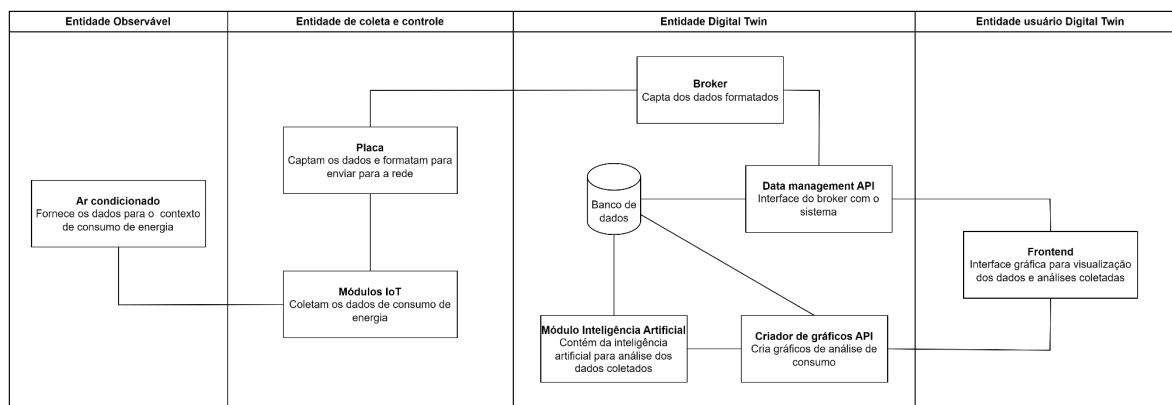 Entidade Observável
Entidade de coleta e controle
Entidade Digital Twin
Entidade usuário Digital Twin
Ar condicionado
Fornece os dados para o contexto
de consumo de energia
Placa
Captam os dados e formatam para
enviar para a rede
Módulos IoT
Coletam os dados de consumo de
energia
Broker
Capta dos dados formatados
Banco de
dados
Data management API
Interface do broker com o
sistema
Módulo Inteligência Artificial
Contém da inteligência
artificial para análise dos
dados coletados
Criador de gráficos API
Cria gráficos de análise de
consumo
Frontend
Interface gráfica para visualização
dos dados e análises coletadas